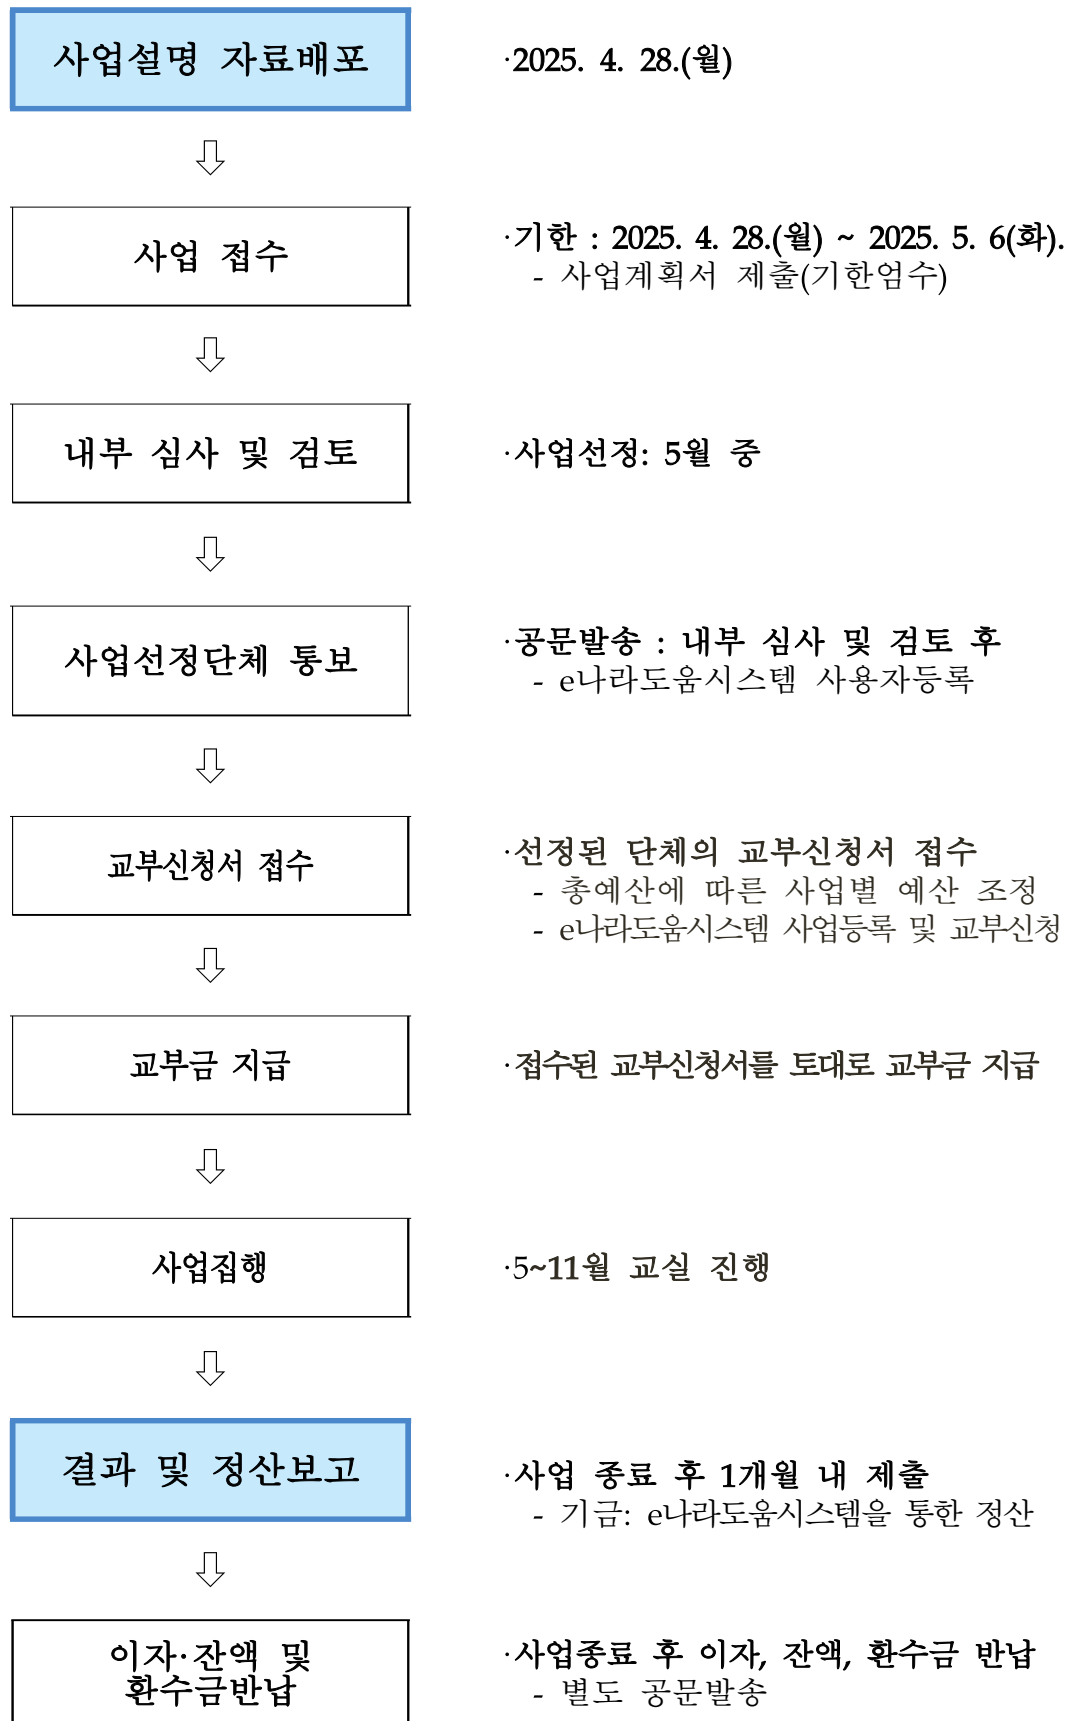 사업설명 자료배포
·2025. 4. 28.(월)
사업 접수
·기한 : 2025. 4. 28.(월) ~ 2025. 5. 6(화).
- 사업계획서 제출(기한엄수)
내부 심사 및 검토
·사업선정: 5월 중
사업선정단체 통보
·공문발송 : 내부 심사 및 검토 후
- e나라도움시스템 사용자등록
교부신청서 접수
·선정된 단체의 교부신청서 접수
- 총예산에 따른 사업별 예산 조정
- e나라도움시스템 사업등록 및 교부신청
교부금 지급
·접수된 교부신청서를 토대로 교부금 지급
사업집행
·5~11월 교실 진행
결과 및 정산보고
·사업 종료 후 1개월 내 제출
- 기금: e나라도움시스템을 통한 정산
이자·잔액 및
환수금반납
·사업종료 후 이자, 잔액, 환수금 반납
- 별도 공문발송